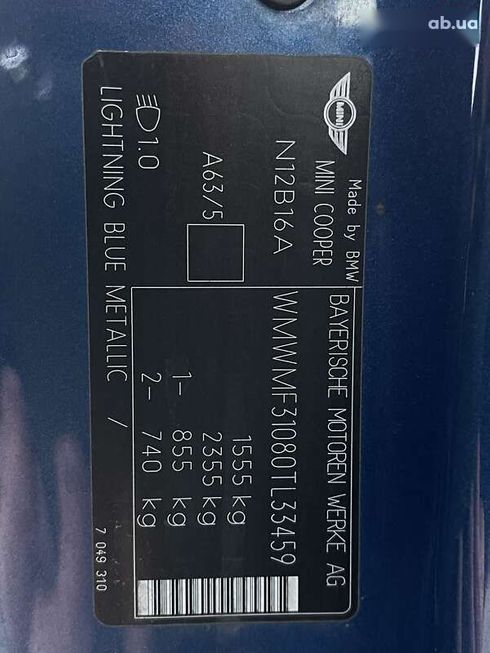 ab.ua
MINI
Made by BMW
MINI COOPER
BAYERISCHE MOTOREN WERKE AG
N12B16A
WMWMF31080TL33459
A63/5
1555 kg
2355 kg
1- 855 kg
2- 740 kg
1.0
LIGHTNING BLUE METALLIC /
7 049 310